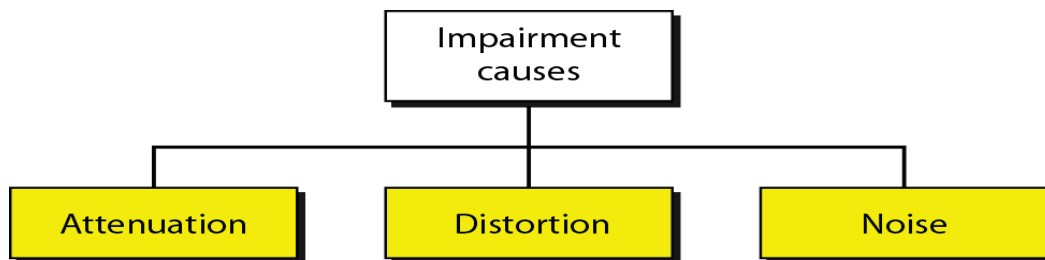 Impairment
causes
Attenuation
Distortion
Noise